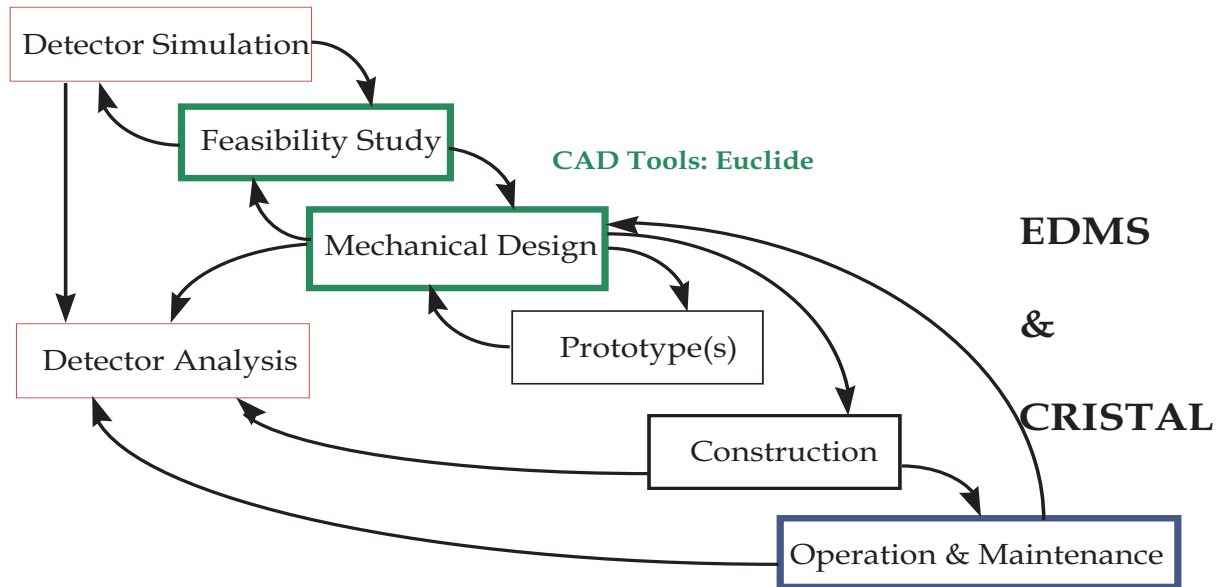 Detector Simulation
Feasibility Study
CAD Tools: Euclide
Mechanical Design
EDMS
&
CRISTAL
Prototype(s)
Detector Analysis
Construction
Operation & Maintenance